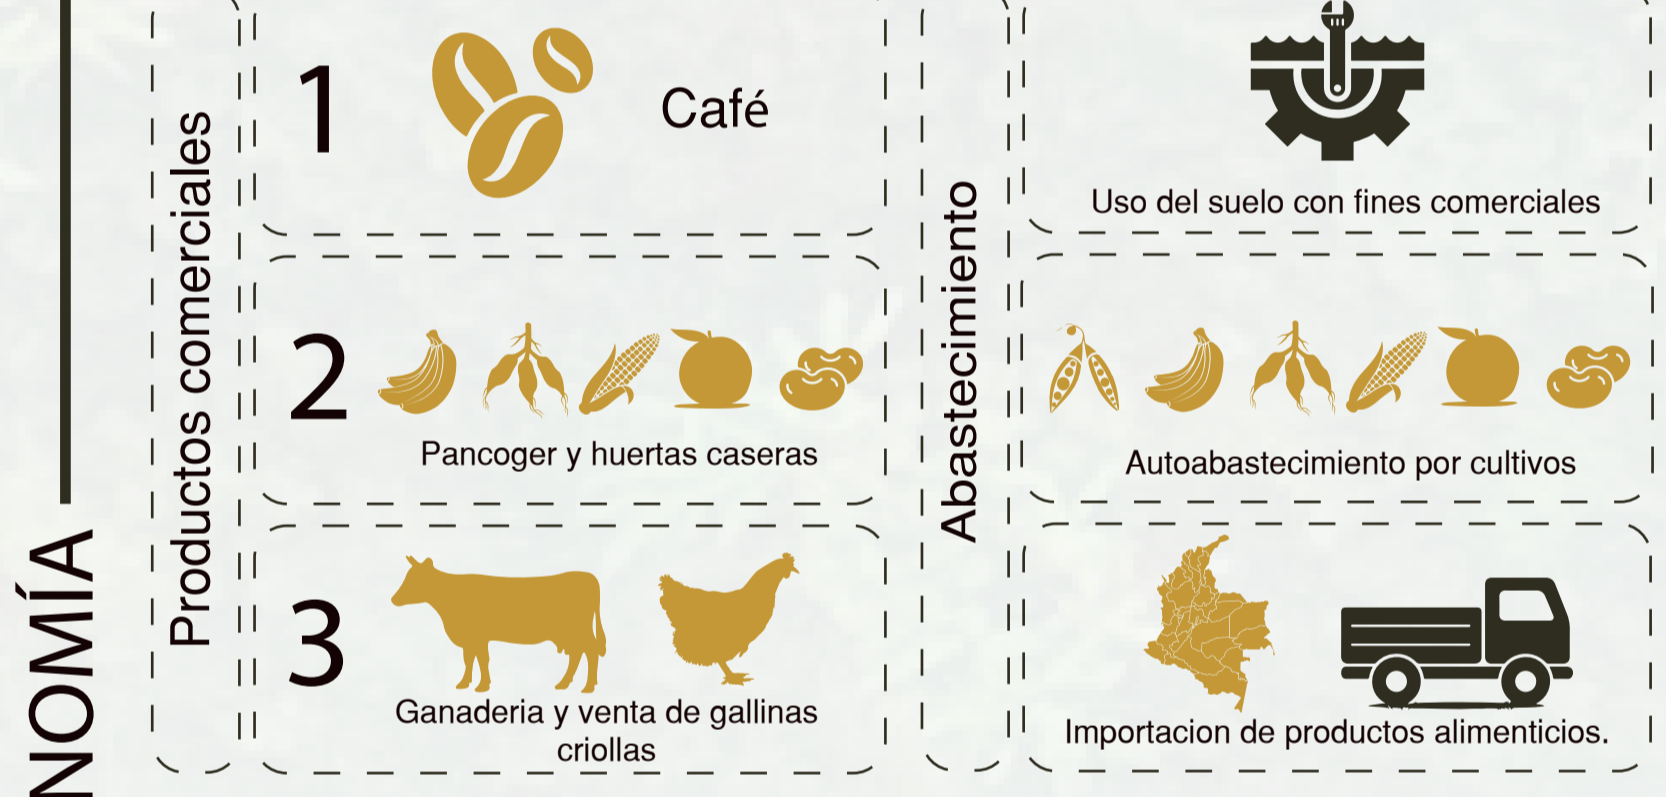 NOMÍA
Productos comerciales
1
Café
2
Pancoger y huertas caseras
3
Ganaderia y venta de gallinas
criollas
Abastecimiento
Uso del suelo con fines comerciales
Autoabastecimiento por cultivos
Importacion de productos alimenticios.